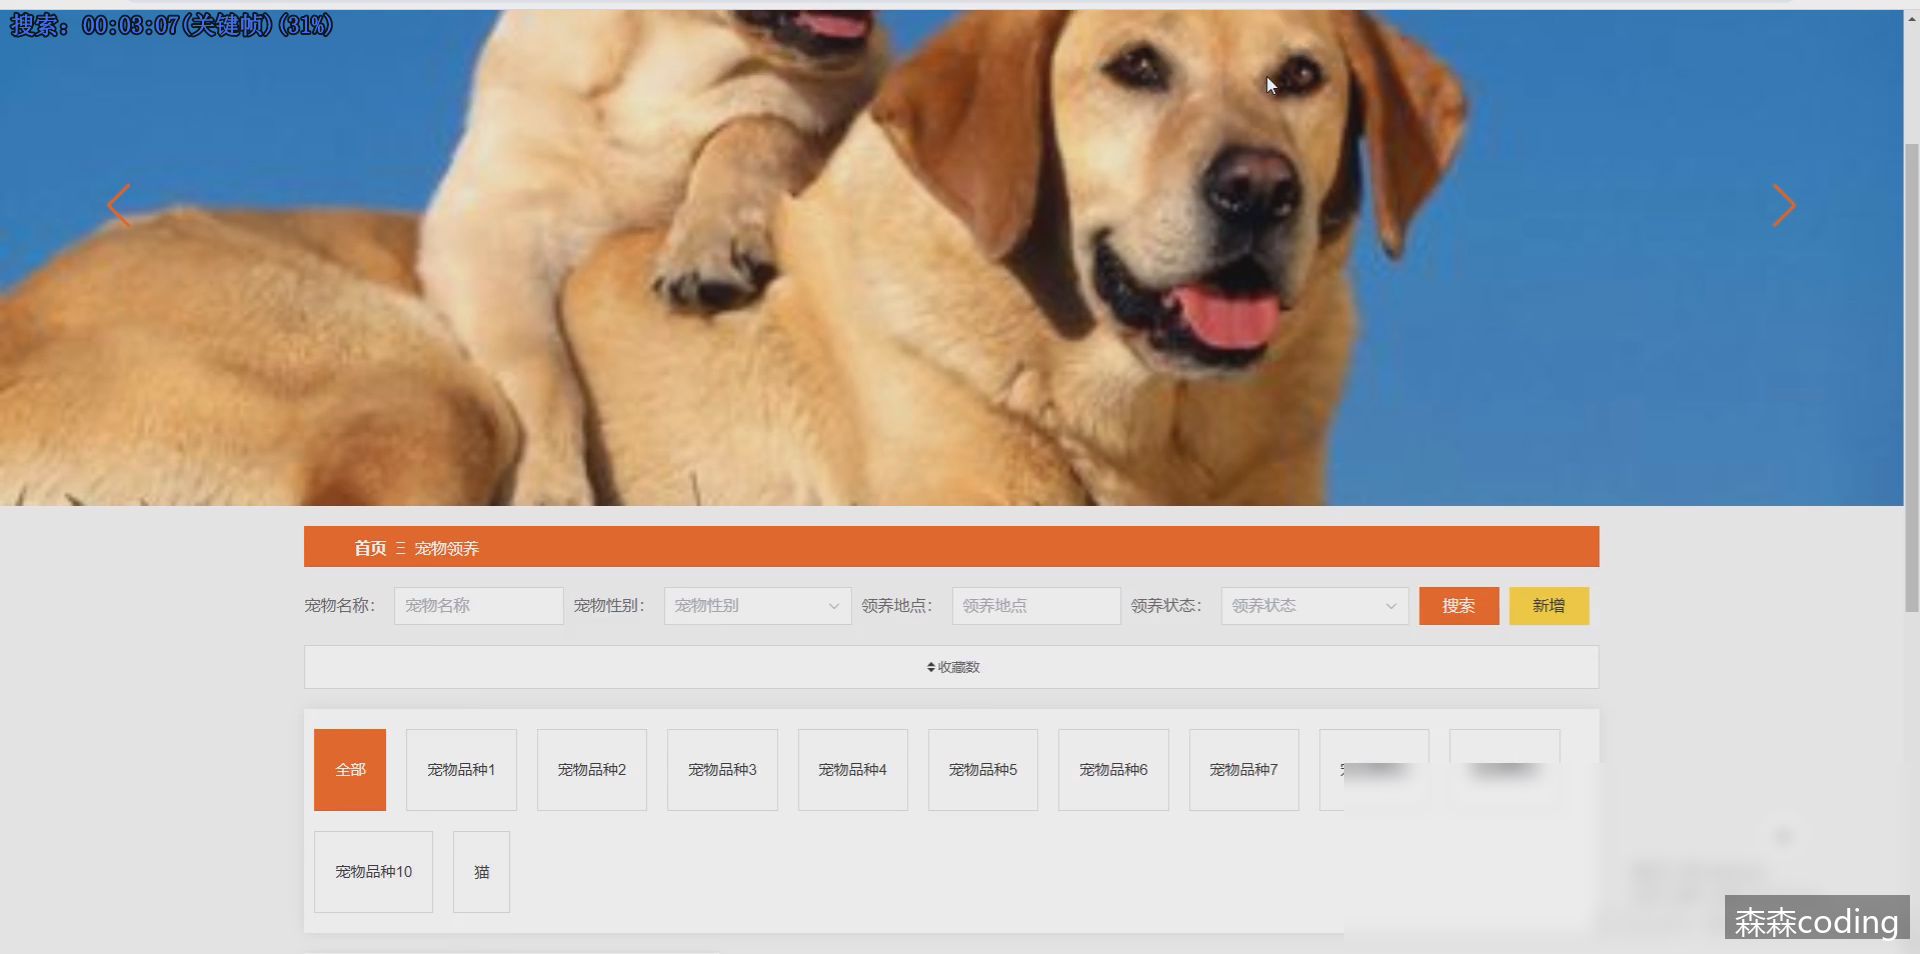 搜索: 00:03:07(关键帧)(31%)
首页 Ξ 宠物领养
宠物名称： 宠物名称 宠物性别： 宠物性别 领养地点： 领养地点 领养状态： 领养状态 搜索 新增
收藏数
全部 宠物品种1 宠物品种2 宠物品种3 宠物品种4 宠物品种5 宠物品种6 宠物品种7
宠物品种10 猫
森森coding